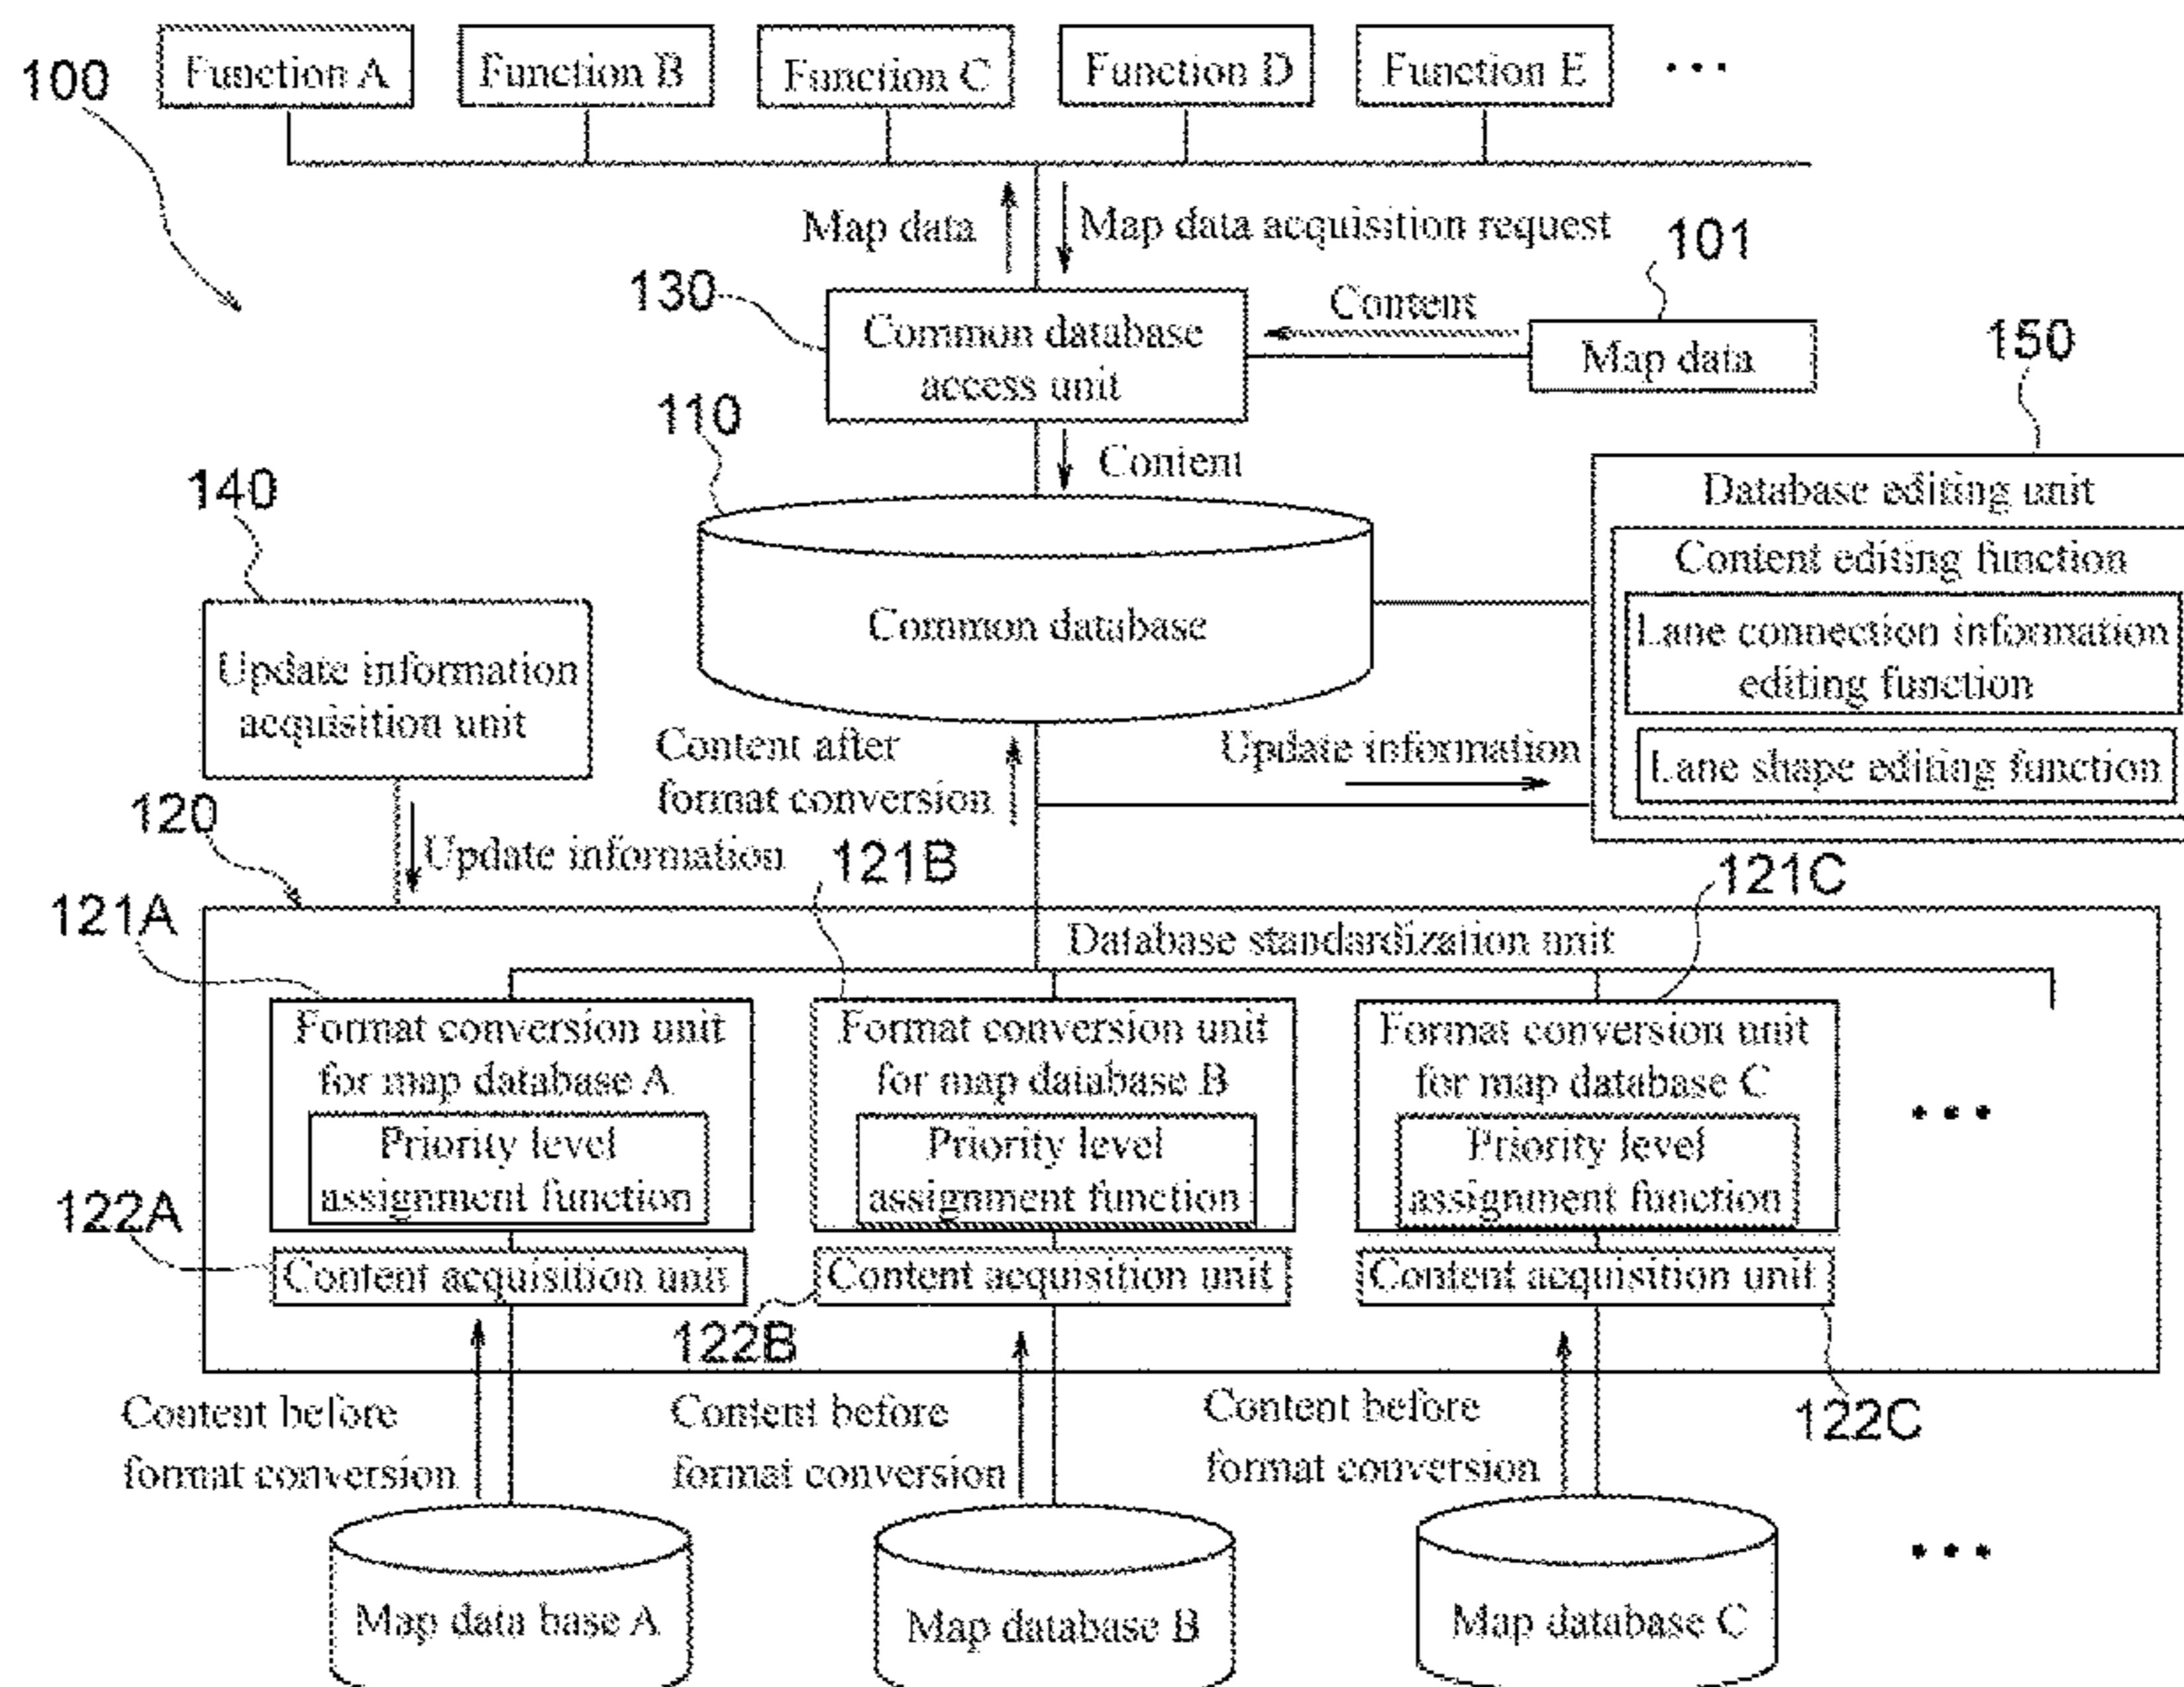 100
Function A
Function B
Function C
Function D
Function E
...
Map data
Map data acquisition request
101
130
Common database
access unit
Content
Map data
150
110
Content
140
Database editing unit
Content editing function
Lane connection information
editing function
Lane shape editing function
Common database
Update information
acquisition unit
Content after
format conversion
Update information
120
Update information
121B
121C
121A
Database standardization unit
Format conversion unit
for map database A
Priority level
assignment function
Format conversion unit
for map database B
Priority level
assignment function
Format conversion unit
for map database C
Priority level
assignment function
...
122A
Content acquisition unit
Content acquisition unit
Content acquisition unit
122B
122C
Content before
format conversion
Content before
format conversion
Content before
format conversion
Map data base A
Map database B
Map database C
...